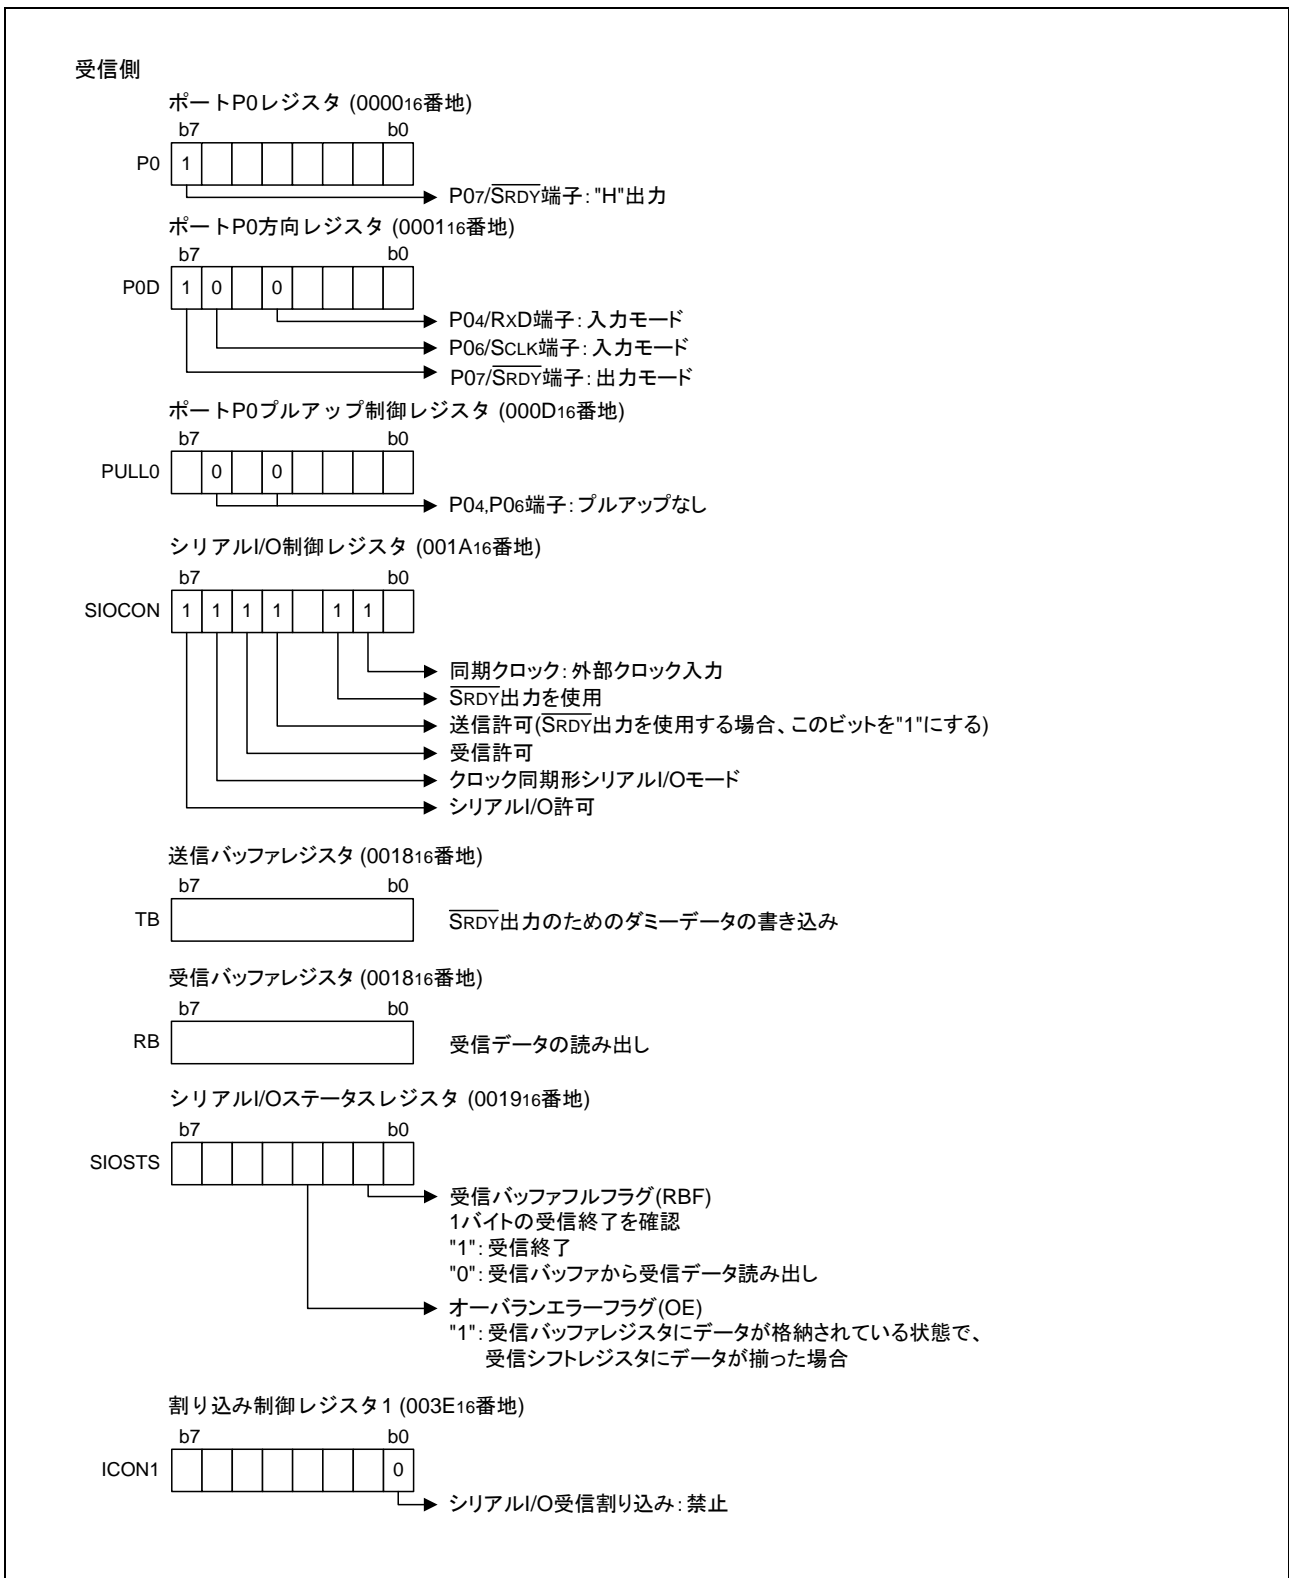 受信側
ポートP0レジスタ (000016番地)
b7 b0
P0 1
P07/SRDY端子: "H"出力
ポートP0方向レジスタ (000116番地)
b7 b0
P0D 1 0 0
P04/RXD端子: 入力モード
P06/SCLK端子: 入力モード
P07/SRDY端子: 出力モード
ポートP0プルアップ制御レジスタ (000D16番地)
b7 b0
PULL0 0 0
P04,P06端子: プルアップなし
シリアルI/O制御レジスタ (001A16番地)
b7 b0
SIOCON 1 1 1 1 1 1
同期クロック: 外部クロック入力
SRDY出力を使用
送信許可(SRDY出力を使用する場合、このビットを"1"にする)
受信許可
クロック同期形シリアルI/Oモード
シリアルI/O許可
送信バッファレジスタ (001816番地)
b7 b0
TB SRDY出力のためのダミーデータの書き込み
受信バッファレジスタ (001816番地)
b7 b0
RB 受信データの読み出し
シリアルI/Oステータスレジスタ (001916番地)
b7 b0
SIOSTS
受信バッファフルフラグ(RBF)
1バイトの受信終了を確認
"1": 受信終了
"0": 受信バッファから受信データ読み出し
オーバランエラーフラグ(OE)
"1": 受信バッファレジスタにデータが格納されている状態で、
受信シフトレジスタにデータが揃った場合
割り込み制御レジスタ1 (003E16番地)
b7 b0
ICON1 0
シリアルI/O受信割り込み: 禁止